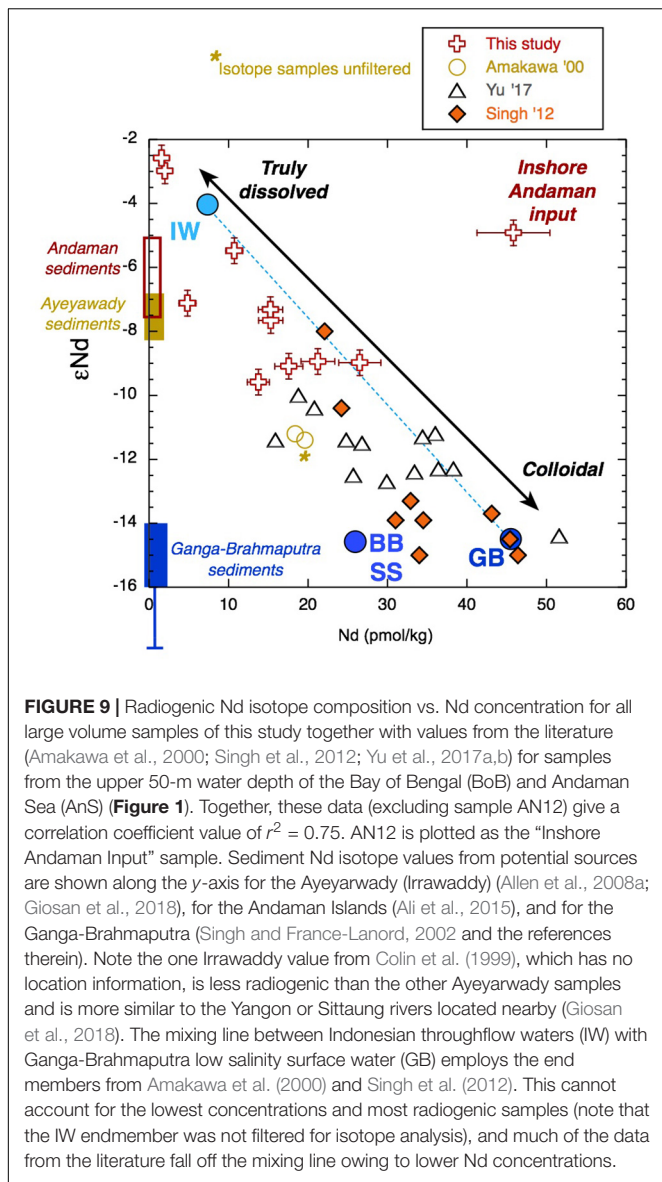 *Isotope samples unfiltered
This study
Amakawa '00
Yu '17
Singh '12
-2
-4
-6
-8
-10
-12
-14
-16
εNd
Truly
dissolved
Inshore
Andaman
input
IW
Andaman
sediments
Ayeyawady
sediments
*
Colloidal
Ganga-Brahmaputra
sediments
BB
SS
GB
0
10
20
30
40
50
60
Nd (pmol/kg)
FIGURE 9 | Radiogenic Nd isotope composition vs. Nd concentration for all
large volume samples of this study together with values from the literature
(Amakawa et al., 2000; Singh et al., 2012; Yu et al., 2017a,b) for samples
from the upper 50-m water depth of the Bay of Bengal (BoB) and Andaman
Sea (AnS) (Figure 1). Together, these data (excluding sample AN12) give a
correlation coefficient value of r² = 0.75. AN12 is plotted as the “Inshore
Andaman Input” sample. Sediment Nd isotope values from potential sources
are shown along the y-axis for the Ayeyarwady (Irrawaddy) (Allen et al., 2008a;
Giosan et al., 2018), for the Andaman Islands (Ali et al., 2015), and for the
Ganga-Brahmaputra (Singh and France-Lanord, 2002 and the references
therein). Note the one Irrawaddy value from Colin et al. (1999), which has no
location information, is less radiogenic than the other Ayeyarwady samples
and is more similar to the Yangon or Sittaung rivers located nearby (Giosan
et al., 2018). The mixing line between Indonesian throughflow waters (IW) with
Ganga-Brahmaputra low salinity surface water (GB) employs the end
members from Amakawa et al. (2000) and Singh et al. (2012). This cannot
account for the lowest concentrations and most radiogenic samples (note that
the IW endmember was not filtered for isotope analysis), and much of the data
from the literature fall off the mixing line owing to lower Nd concentrations.